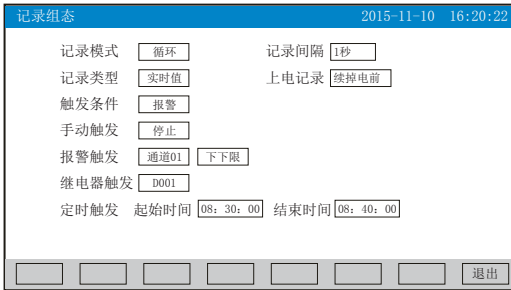 记录组态 2015-11-10 16:20:22
记录模式 循环 记录间隔 1秒
记录类型 实时值 上电记录 续掉电前
触发条件 报警
手动触发 停止
报警触发 通道01 下下限
继电器触发 D001
定时触发 起始时间 08：30：00 结束时间 08：40：00
退出